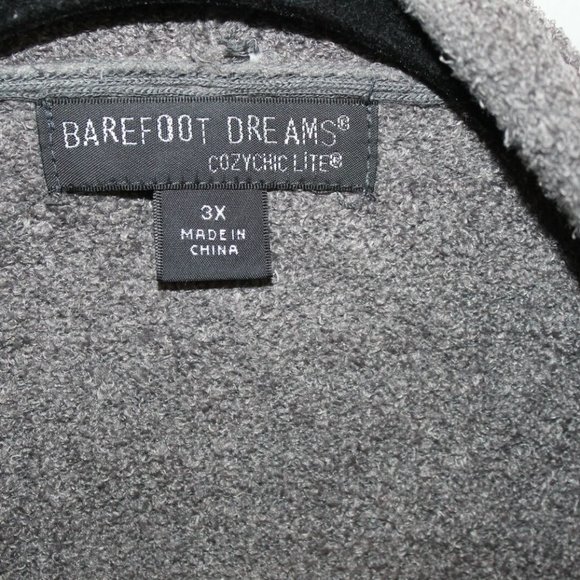 BAREFOOT DREAMS®
COZYCHIC LiTE®
3X
MADE IN
CHINA